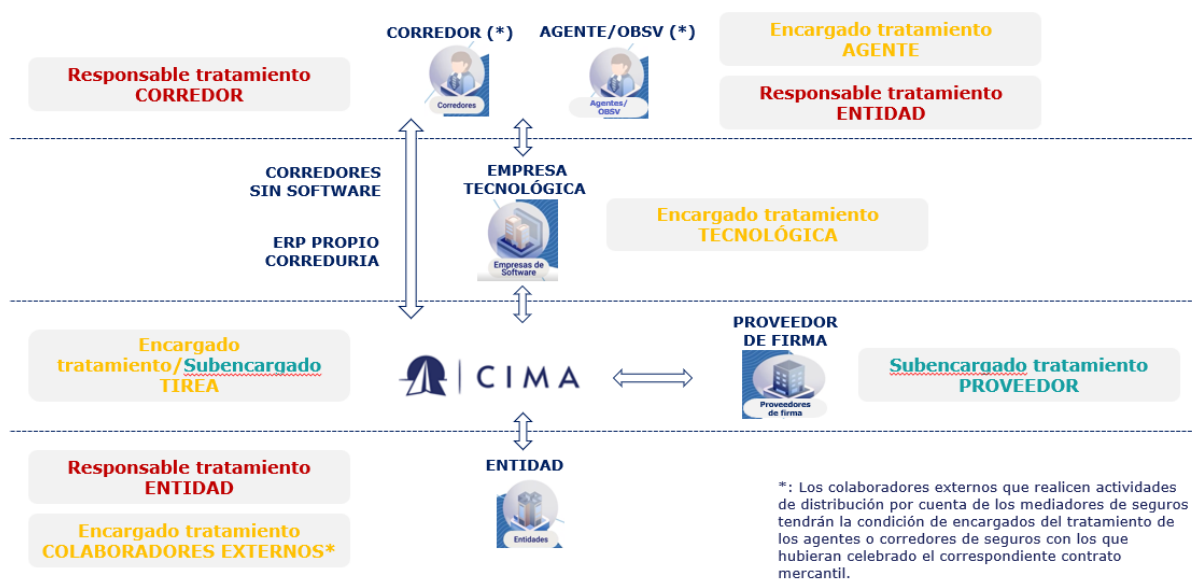 CORREDOR (*)
AGENTE/OBSV (*)
Encargado tratamiento
AGENTE
Responsable tratamiento
CORREDOR
Corredores
Agentes/
OBSV
Responsable tratamiento
ENTIDAD
CORREDORES
SIN SOFTWARE
EMPRESA
TECNOLÓGICA
Encargado tratamiento
TECNOLÓGICA
ERP PROPIO
CORREDURIA
Empresas de
Software
PROVEEDOR
DE FIRMA
Encargado
tratamiento/Subencargado
TIREA
CIMA
Subencargado tratamiento
PROVEEDOR
Proveedores
de firma
Responsable tratamiento
ENTIDAD
ENTIDAD
Entidades
Encargado tratamiento
COLABORADORES EXTERNOS*
*: Los colaboradores externos que realicen actividades
de distribución por cuenta de los mediadores de seguros
tendrán la condición de encargados del tratamiento de
los agentes o corredores de seguros con los que
hubieran celebrado el correspondiente contrato
mercantil.